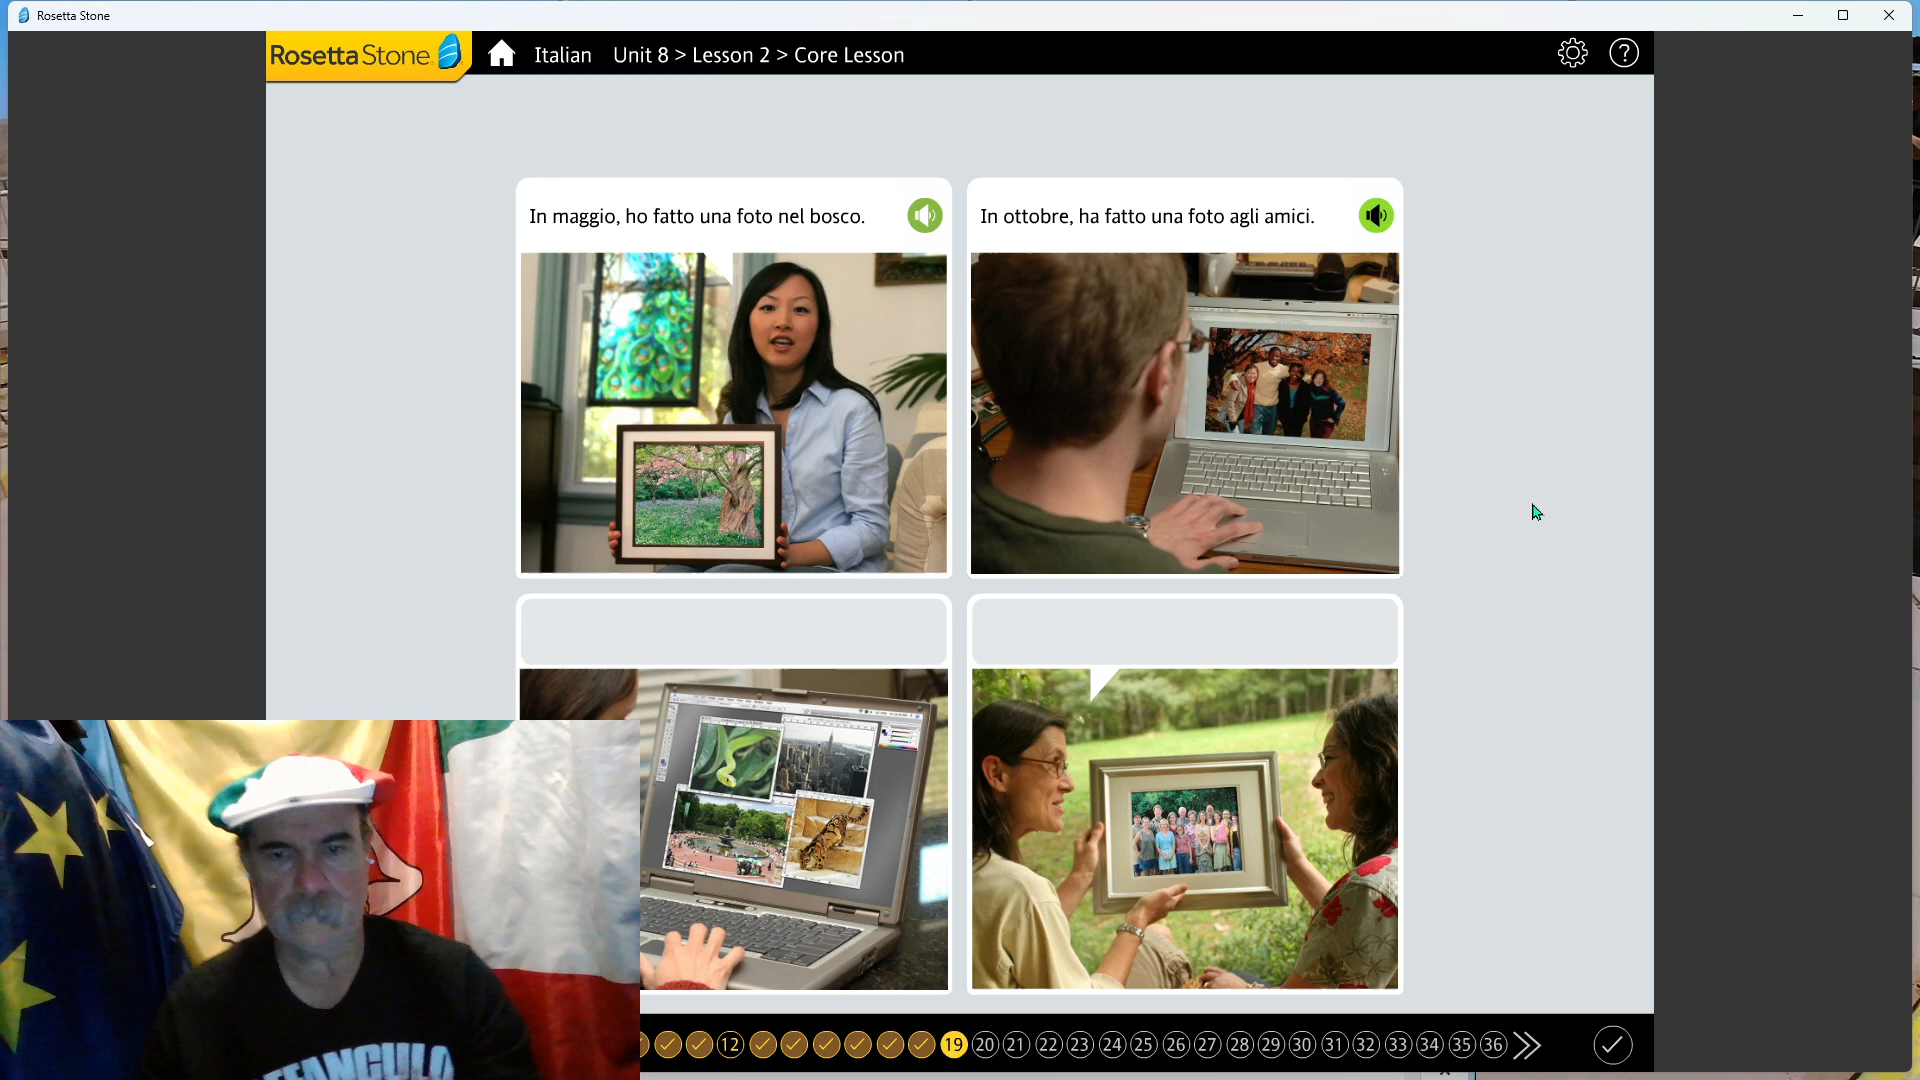 Rosetta Stone
RosettaStone Italian Unit 8 > Lesson 2 > Core Lesson ?
In maggio, ho fatto una foto nel bosco.
In ottobre, ha fatto una foto agli amici.
12 19 20 21 22 23 24 25 26 27 28 29 30 31 32 33 34 35 36